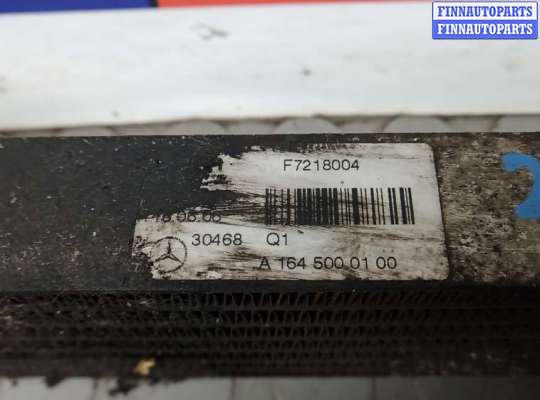 FINNAUTOPARTS
FINNAUTOPARTS
F7218004
30468 Q1
A 164 500 01 00